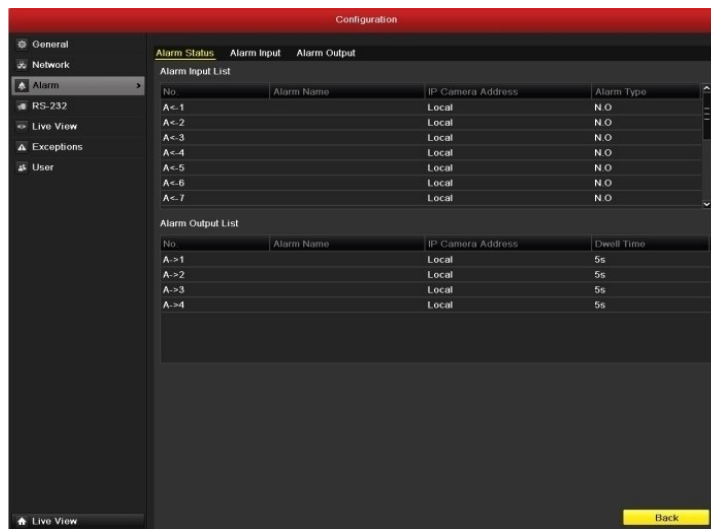 Configuration
General
Network
Alarm
RS-232
Live View
Exceptions
User
Alarm Status Alarm Input Alarm Output
Alarm Input List
No. Alarm Name IP Camera Address Alarm Type
A<-1 Local N.O
A<-2 Local N.O
A<-3 Local N.O
A<-4 Local N.O
A<-5 Local N.O
A<-6 Local N.O
A<-7 Local N.O
Alarm Output List
No. Alarm Name IP Camera Address Dwell Time
A->1 Local 5s
A->2 Local 5s
A->3 Local 5s
A->4 Local 5s
Live View
Back